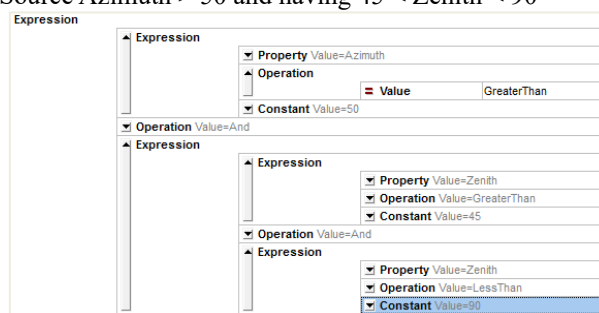 Source Azimuth > 50 and having 45 < Zenith < 90
Expression
Expression
Property Value=Azimuth
Operation
= Value GreaterThan
Constant Value=50
Operation Value=And
Expression
Expression
Property Value=Zenith
Operation Value=GreaterThan
Constant Value=45
Operation Value=And
Expression
Property Value=Zenith
Operation Value=LessThan
Constant Value=90